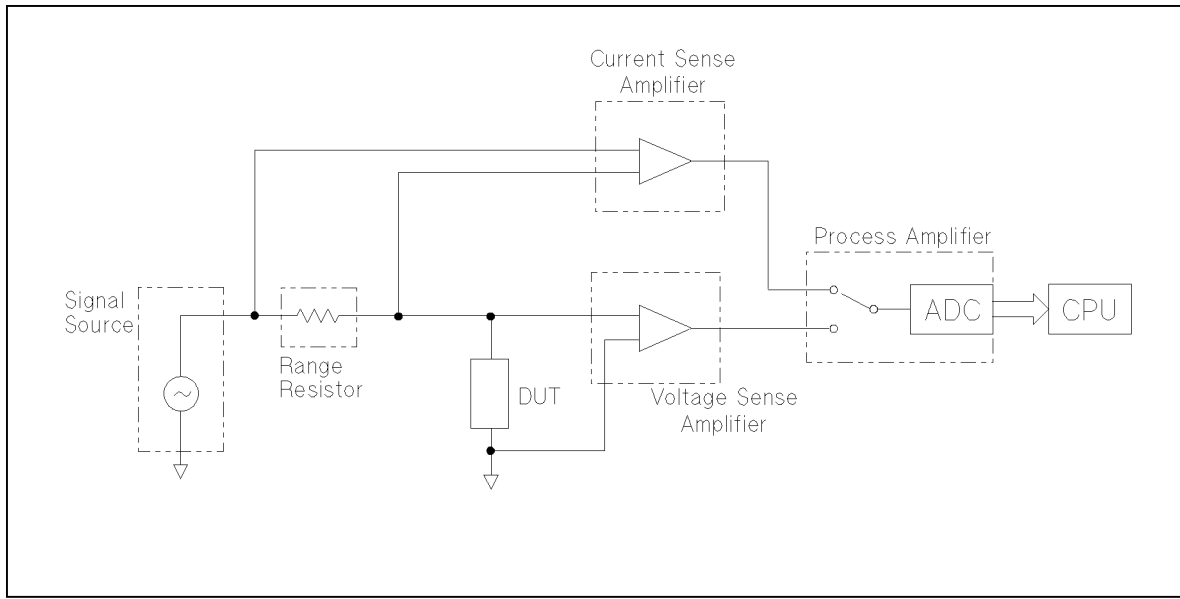 Current Sense
Amplifier
Process Amplifier
Signal
Source
ADC
CPU
Range
Resistor
DUT
Voltage Sense
Amplifier